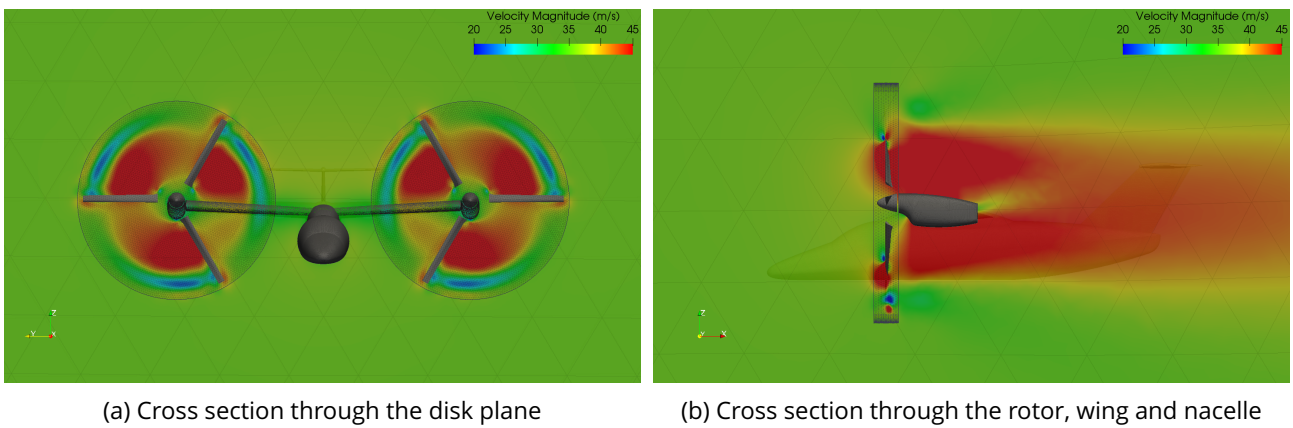 Velocity Magnitude (m/s)
20 25 30 35 40 45
Z
Y X
(a) Cross section through the disk plane
Velocity Magnitude (m/s)
20 25 30 35 40 45
Z
Y X
(b) Cross section through the rotor, wing and nacelle